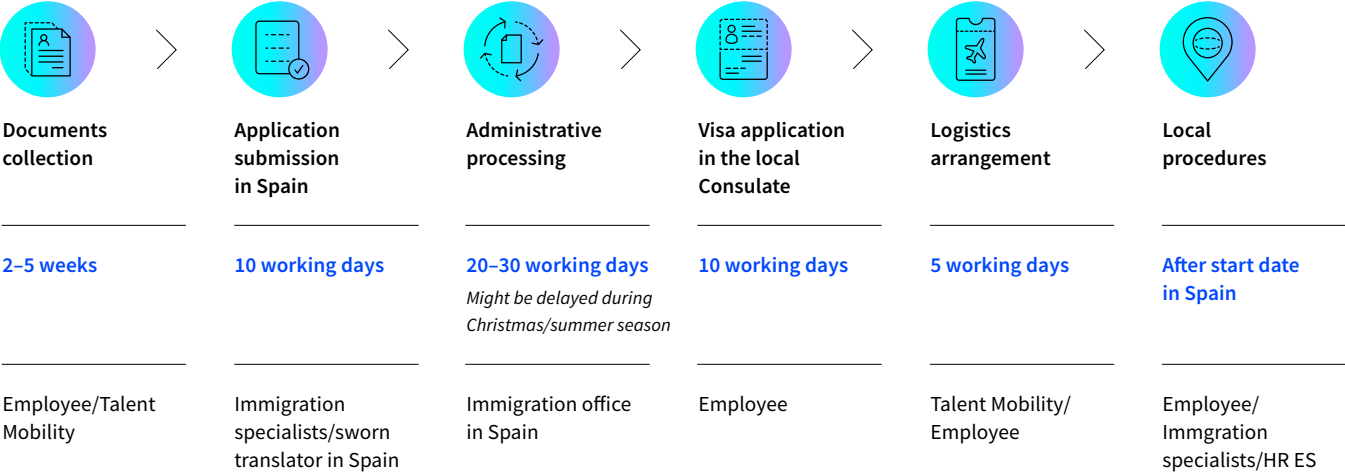 Documents
collection
Application
submission
in Spain
Administrative
processing
Visa application
in the local
Consulate
Logistics
arrangement
Local
procedures
2–5 weeks
10 working days
20–30 working days
Might be delayed during
Christmas/summer season
10 working days
5 working days
After start date
in Spain
Employee/Talent
Mobility
Immigration
specialists/sworn
translator in Spain
Immigration office
in Spain
Employee
Talent Mobility/
Employee
Employee/
Immgration
specialists/HR ES